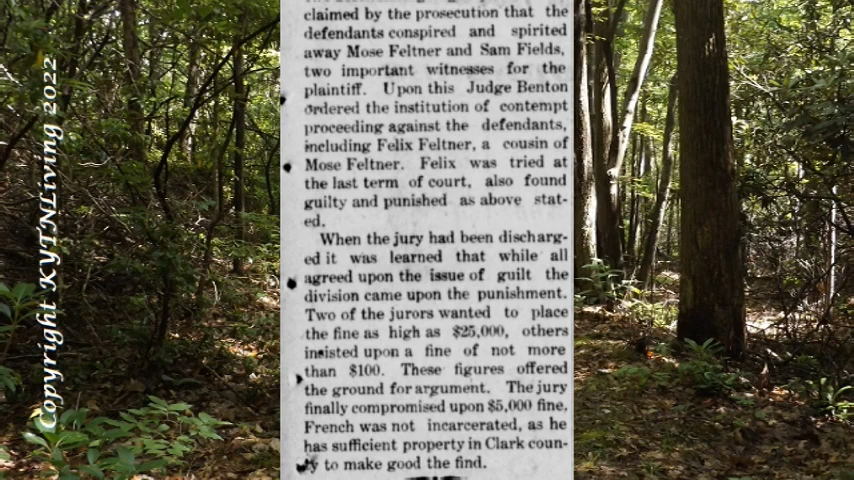 claimed by the prosecution that the
defendants conspired and spirited
away Mose Feltner and Sam Fields,
two important witnesses for the
plaintiff. Upon this Judge Benton
ordered the institution of contempt
proceeding against the defendants,
including Felix Feltner, a cousin of
Mose Feltner. Felix was tried at
the last term of court, also found
guilty and punished as above stat-
ed.
When the jury had been discharg-
ed it was learned that while all
agreed upon the issue of guilt the
division came upon the punishment.
Two of the jurors wanted to place
the fine as high as $25,000, others
insisted upon a fine of not more
than $100. These figures offered
the ground for argument. The jury
finally compromised upon $5,000 fine.
French was not incarcerated, as he
has sufficient property in Clark coun-
ty to make good the find.
Copyright KYTNLiving 2022